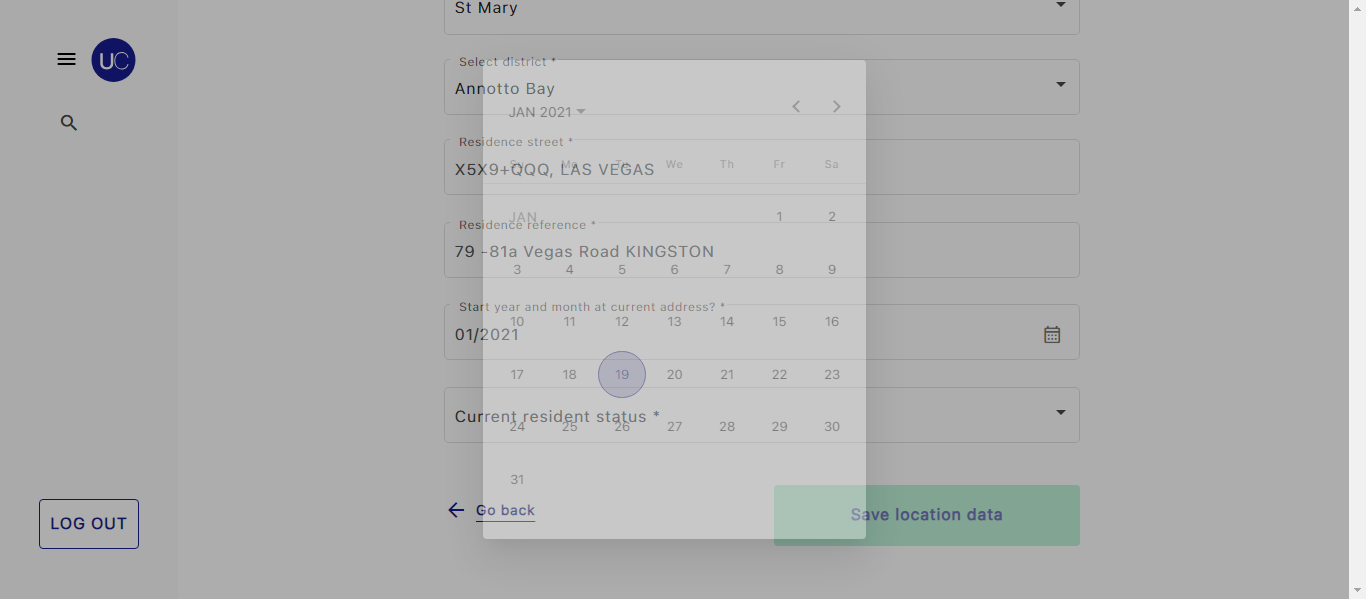 St Mary
UC
Select district *
Annotto Bay
JAN 2021
Residence street *
Su Mo Tu We Th Fr Sa
X5X9+QQQ, LAS VEGAS
JAN 1 2
Residence reference *
79 -81a Vegas Road KINGSTON
3 4 5 6 7 8 9
Start year and month at current address? *
10 11 12 13 14 15 16
01/2021
17 18 19 20 21 22 23
Current resident status *
24 25 26 27 28 29 30
31
Go back
Save location data
LOG OUT